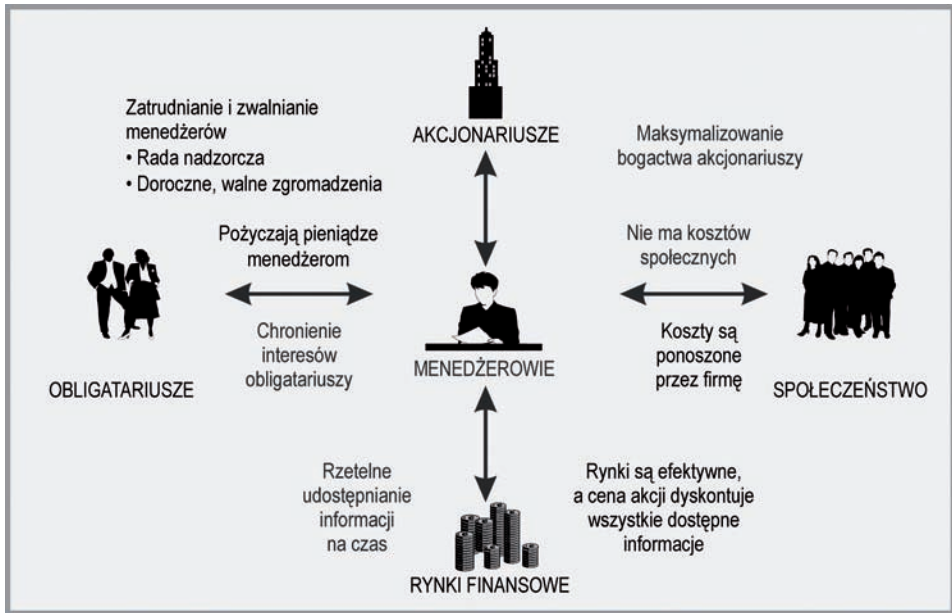 Zatrudnianie i zwalnianie
menedżerów
• Rada nadzorcza
• Doroczne, walne zgromadzenia
AKCJONARIUSZE
Maksymalizowanie
bogactwa akcjonariuszy
Pożyczają pieniądze
menedżerom
Nie ma kosztów
społecznych
Chronienie
interesów
obligatariuszy
Koszty są
ponoszone
przez firmę
OBLIGATARIUSZE
MENEDŻEROWIE
SPOŁECZEŃSTWO
Rzetelne
udostępnianie
informacji
na czas
Rynki są efektywne,
a cena akcji dyskontuje
wszystkie dostępne
informacje
RYNKI FINANSOWE